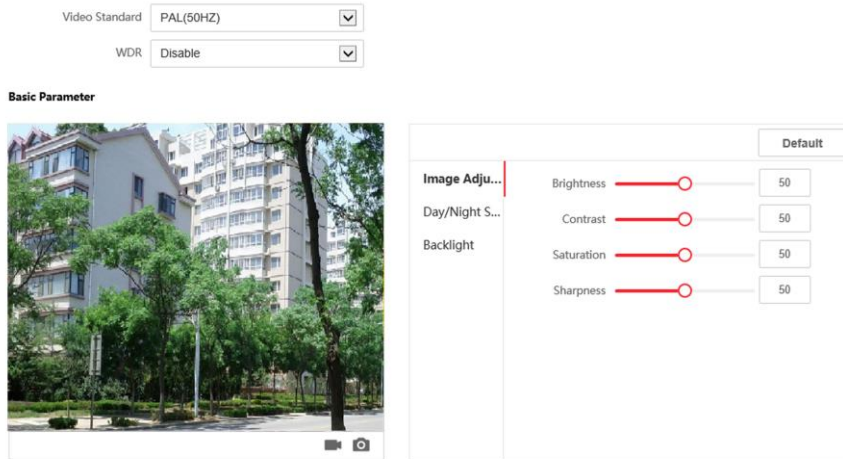 Video Standard PAL(50HZ)
WDR Disable
Basic Parameter
Default
Image Adju...
Day/Night S...
Backlight
Brightness 50
Contrast 50
Saturation 50
Sharpness 50